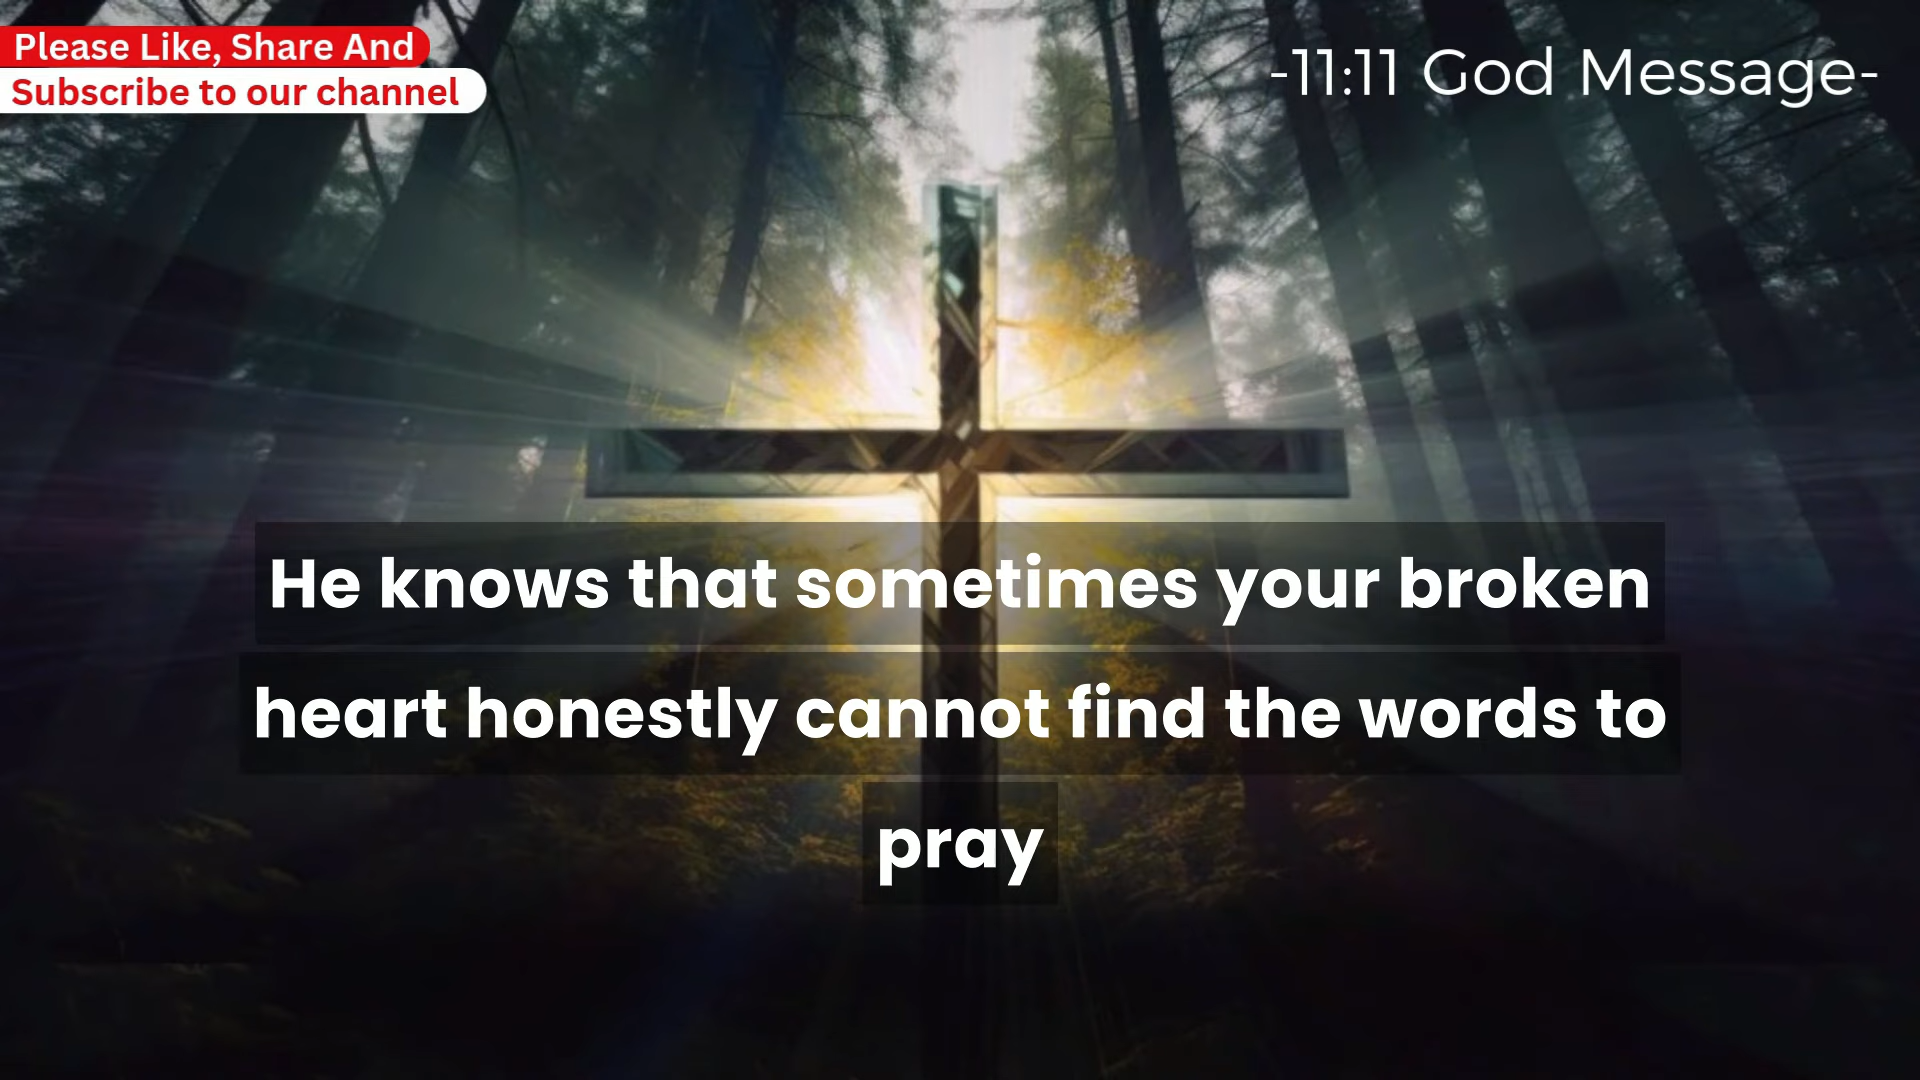 Please Like, Share And
Subscribe to our channel
-11:11 God Message-
He knows that sometimes your broken
heart honestly cannot find the words to
pray